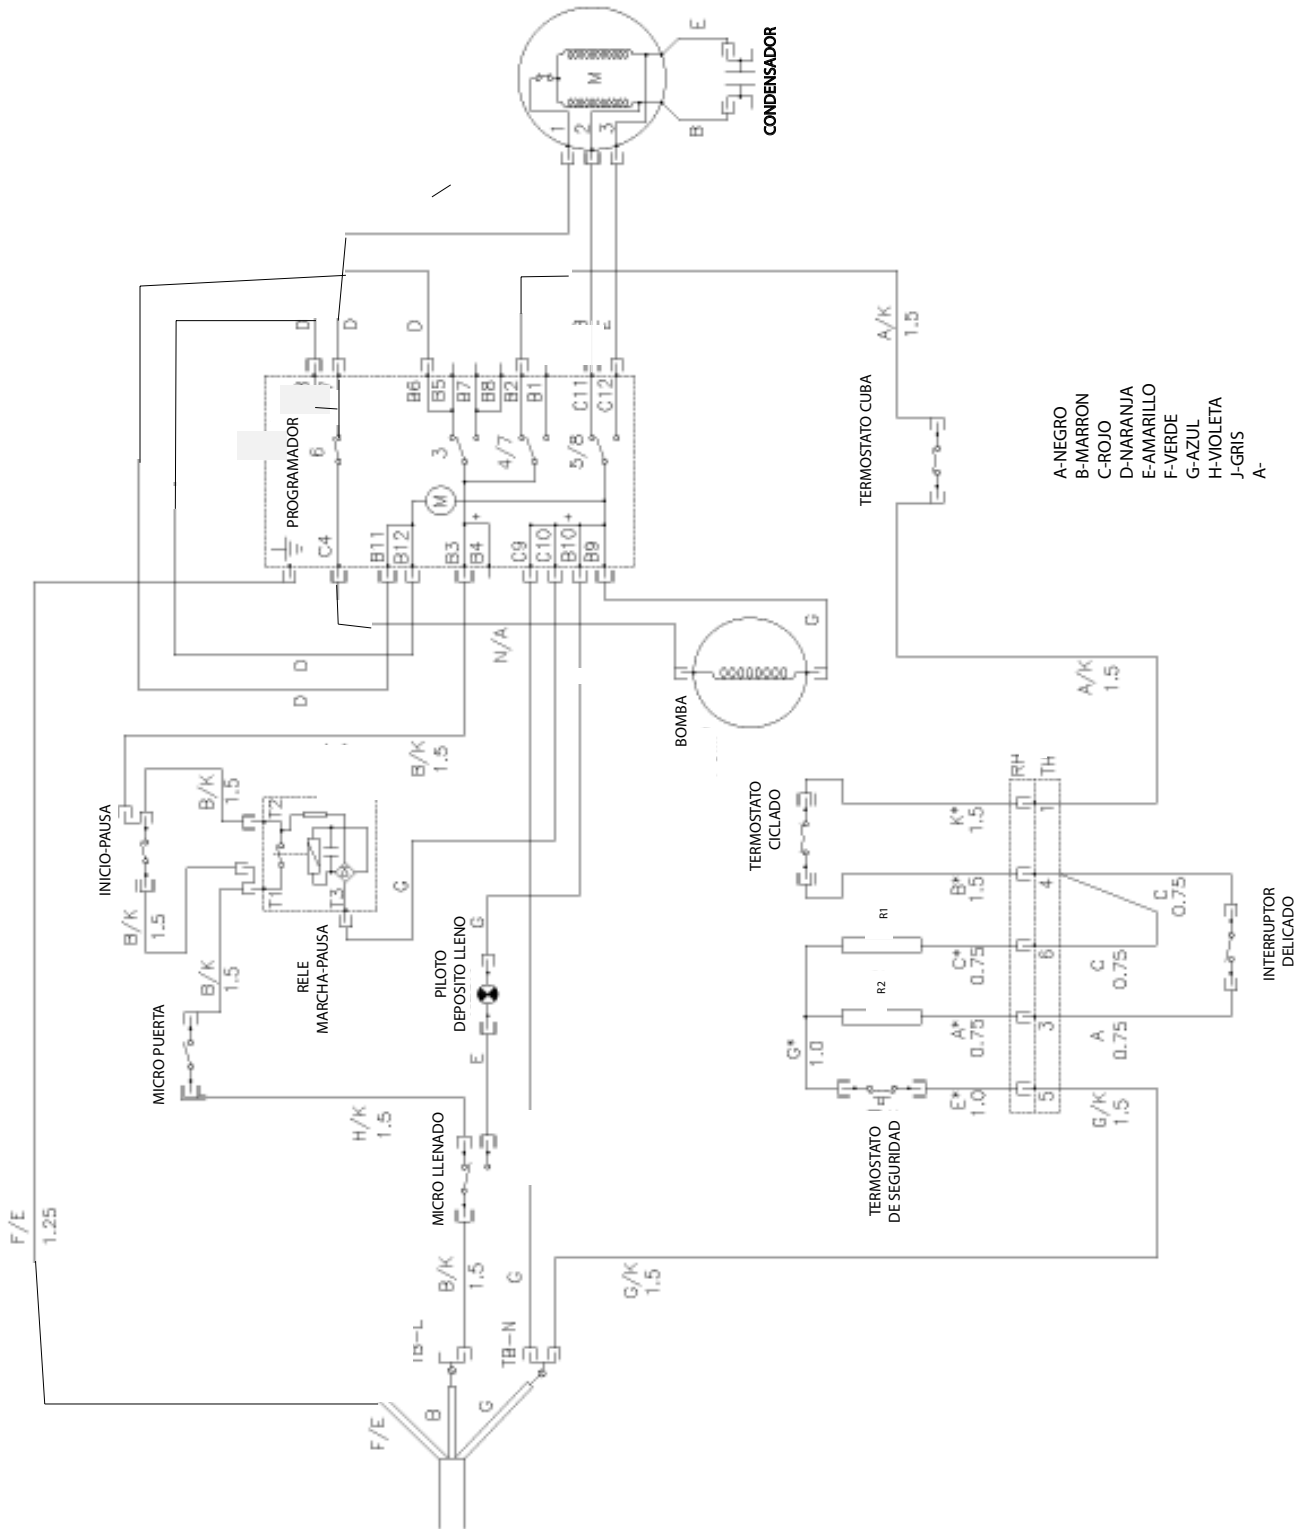 E
CONDENSADOR
M
1
2
3
B
D
D
D
A/K
1.5
B6
B5
B7
B8
B2
B1
C11
C12
PROGRAMADOR
6
3
4/7
5/8
M
TERMOSTATO CUBA
A-NEGRO
B-MARRON
C-ROJO
D-NARANJA
E-AMARILLO
F-VERDE
G-AZUL
H-VIOLETA
J-GRIS
A-
C4
B11
B12
B3
B4
+
C9
C10
B10
+
B9
D
D
N/A
G
BOMBA
A/K
1.5
B/K
1.5
INICIO-PAUSA
B/K
1.5
T2
T1
T3
B/K
1.5
G
RELE
MARCHA-PAUSA
B/K
1.5
MICRO PUERTA
PILOTO
DEPOSITO LLENO
G
E
TERMOSTATO
CICLADO
RH
TH
K*
1.5
1
B*
1.5
4
C
0.75
R1
C*
0.75
6
C
0.75
R2
A*
0.75
3
A
0.75
INTERRUPTOR
DELICADO
G*
1.0
E*
1.0
5
G/K
1.5
TERMOSTATO
DE SEGURIDAD
H/K
1.5
MICRO LLENADO
F/E
1.25
B/K
1.5
G
G/K
1.5
TB-L
TB-N
F/E
B
G